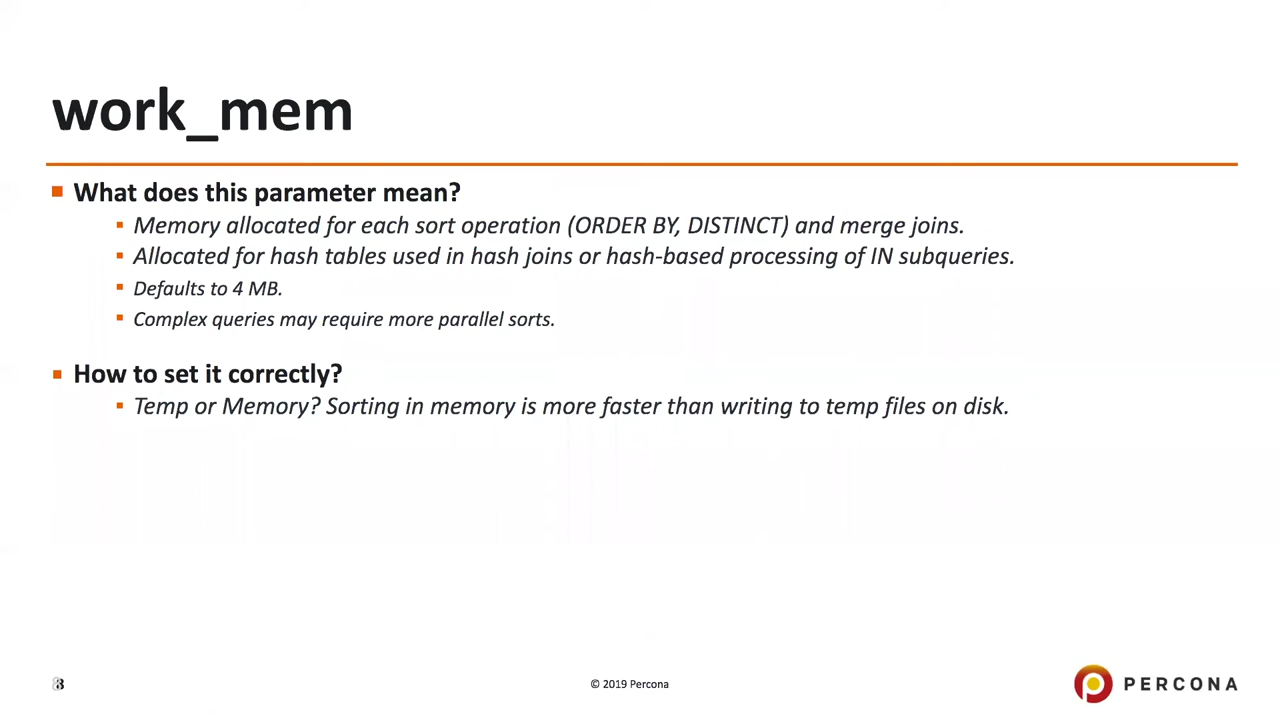 work_mem
What does this parameter mean?
Memory allocated for each sort operation (ORDER BY, DISTINCT) and merge joins.
Allocated for hash tables used in hash joins or hash-based processing of IN subqueries.
Defaults to 4 MB.
Complex queries may require more parallel sorts.
How to set it correctly?
Temp or Memory? Sorting in memory is more faster than writing to temp files on disk.
© 2019 Percona
PERCONA